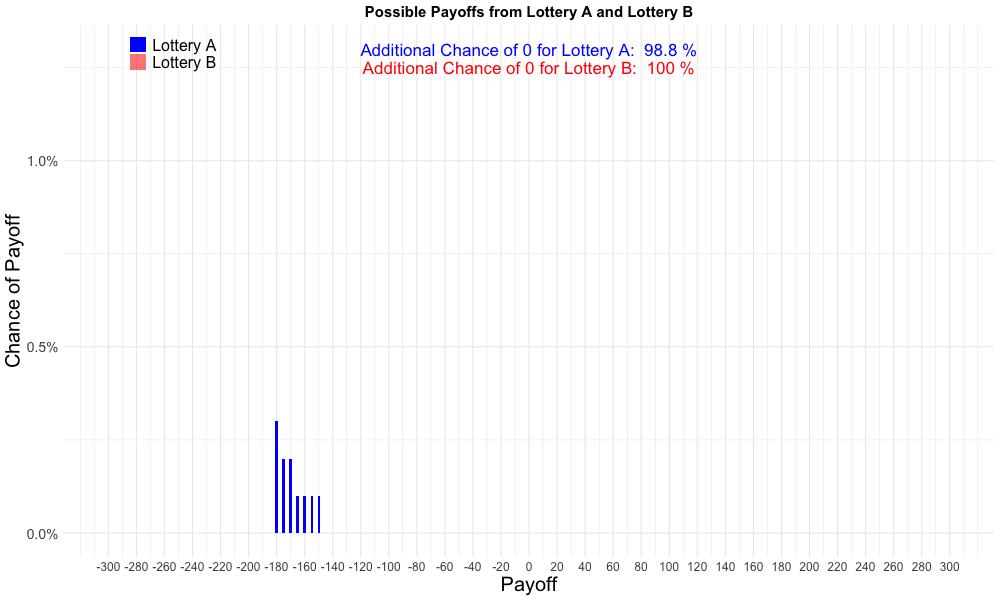 Possible Payoffs from Lottery A and Lottery B
Lottery A
Lottery B
Additional Chance of 0 for Lottery A:  98.8 %
Additional Chance of 0 for Lottery B:  100 %
Chance of Payoff
1.0%
0.5%
0.0%
-300 -280 -260 -240 -220 -200 -180 -160 -140 -120 -100 -80 -60 -40 -20 0 20 40 60 80 100 120 140 160 180 200 220 240 260 280 300
Payoff